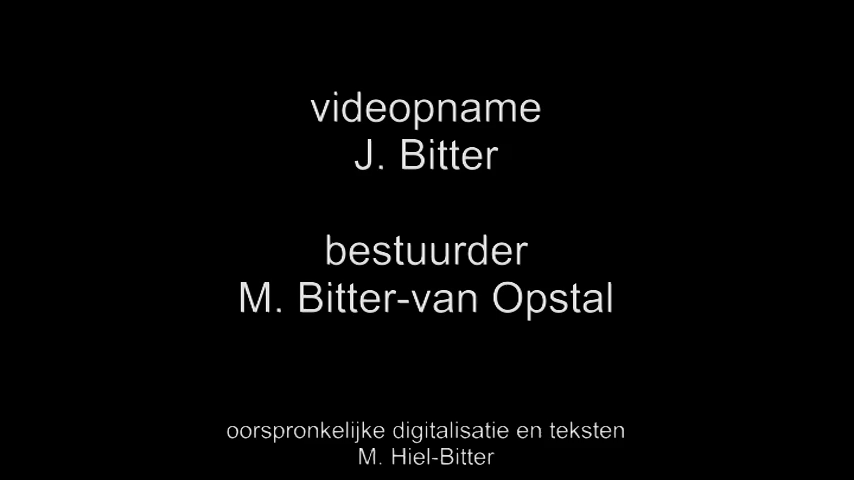 videopname
J. Bitter
bestuurder
M. Bitter-van Opstal
oorspronkelijke digitalisatie en teksten
M. Hiel-Bitter